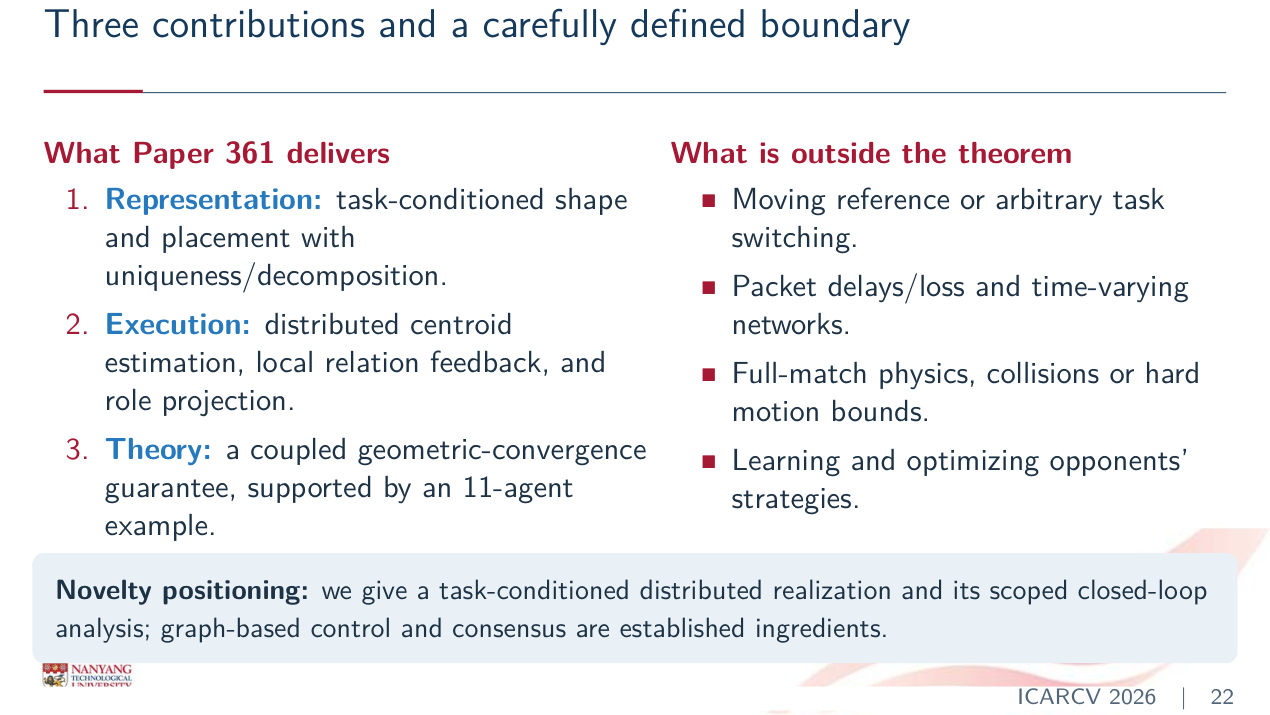 Three contributions and a carefully defined boundary
What Paper 361 delivers
1. Representation: task-conditioned shape
and placement with
uniqueness/decomposition.
2. Execution: distributed centroid
estimation, local relation feedback, and
role projection.
3. Theory: a coupled geometric-convergence
guarantee, supported by an 11-agent
example.
What is outside the theorem
■ Moving reference or arbitrary task
switching.
■ Packet delays/loss and time-varying
networks.
■ Full-match physics, collisions or hard
motion bounds.
■ Learning and optimizing opponents'
strategies.
Novelty positioning: we give a task-conditioned distributed realization and its scoped closed-loop
analysis; graph-based control and consensus are established ingredients.
NANYANG
TECHNOLOGICAL
UNIVERSITY
ICARCV 2026 | 22